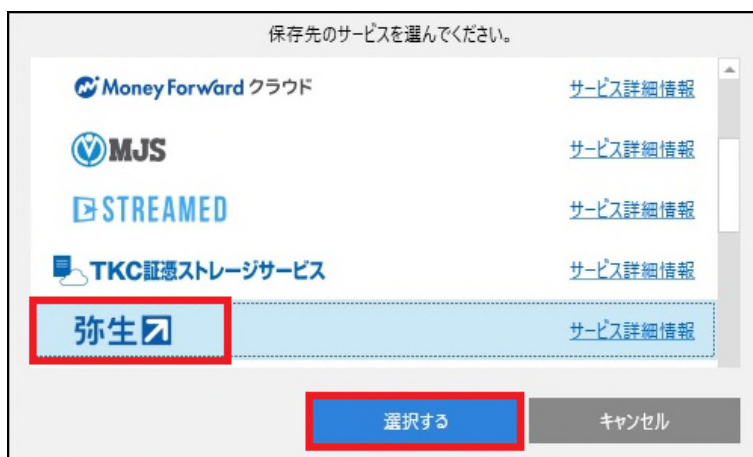 保存先のサービスを選んでください。
Money Forward クラウド サービス詳細情報
MJS サービス詳細情報
STREAMED サービス詳細情報
TKC証憑ストレージサービス サービス詳細情報
弥生 サービス詳細情報
選択する キャンセル